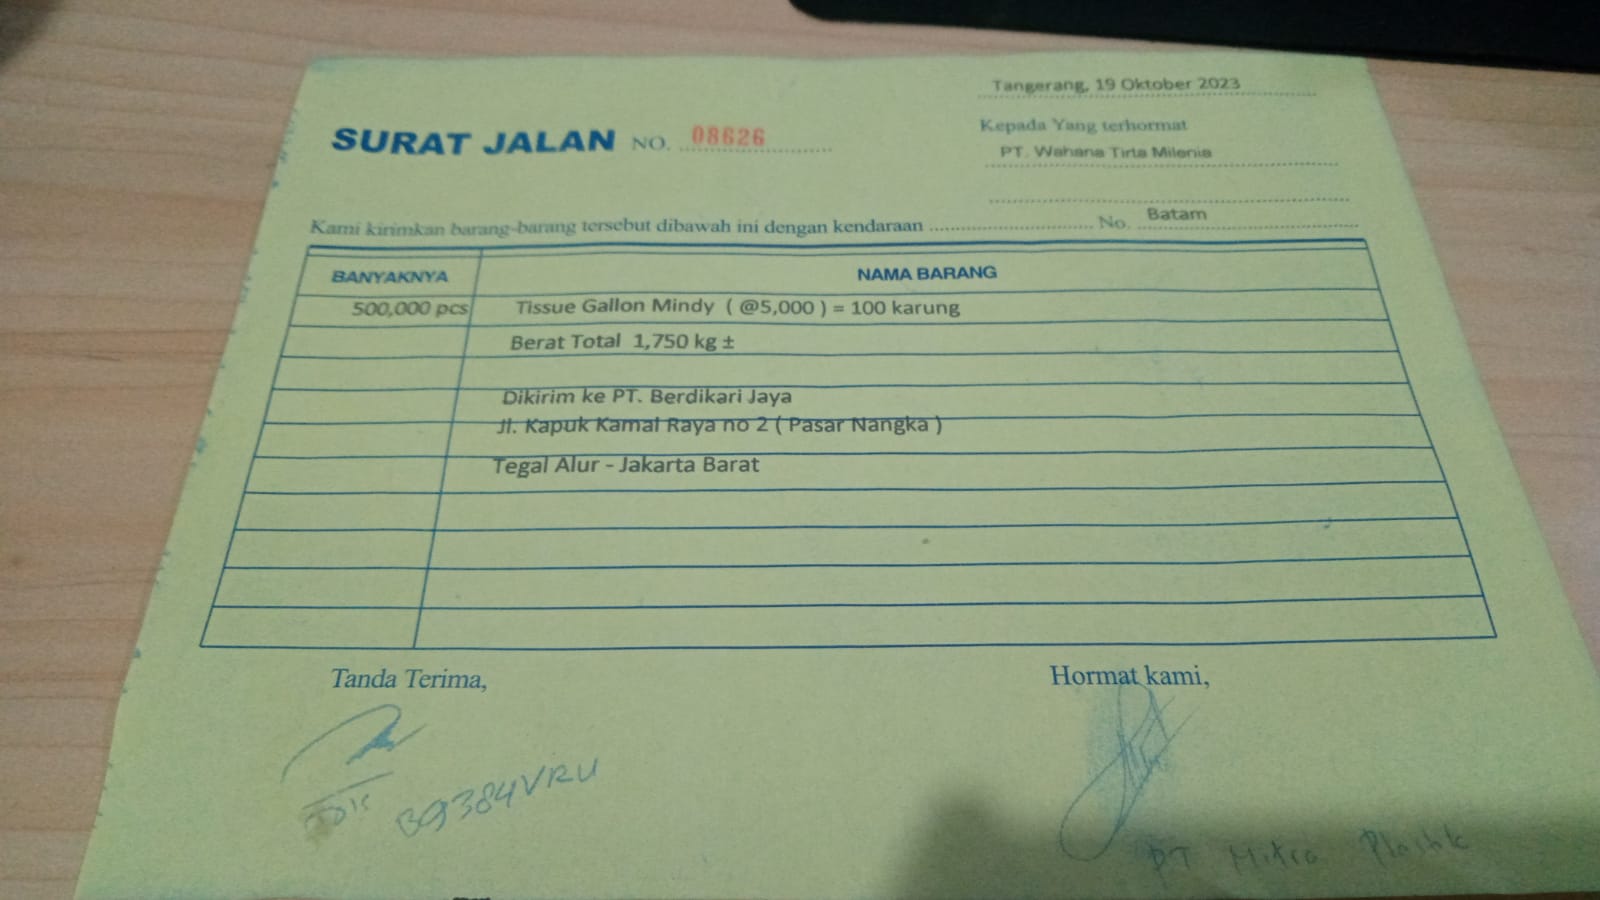 Tangerang, 19 Oktober 2023
SURAT JALAN NO. 08626
Kepada Yang terhormat
PT. Wahana Tirta Milenia
Kami kirimkan barang-barang tersebut dibawah ini dengan kendaraan ........................ No. Batam
BANYAKNYA NAMA BARANG
500,000 pcs Tissue Gallon Mindy ( @5,000 ) = 100 karung
Berat Total 1,750 kg ±
Dikirim ke PT. Berdikari Jaya
Jl. Kapuk Kamal Raya no 2 ( Pasar Nangka )
Tegal Alur - Jakarta Barat
Tanda Terima, Hormat kami,
B9384VRU
PT Mitra Plastik